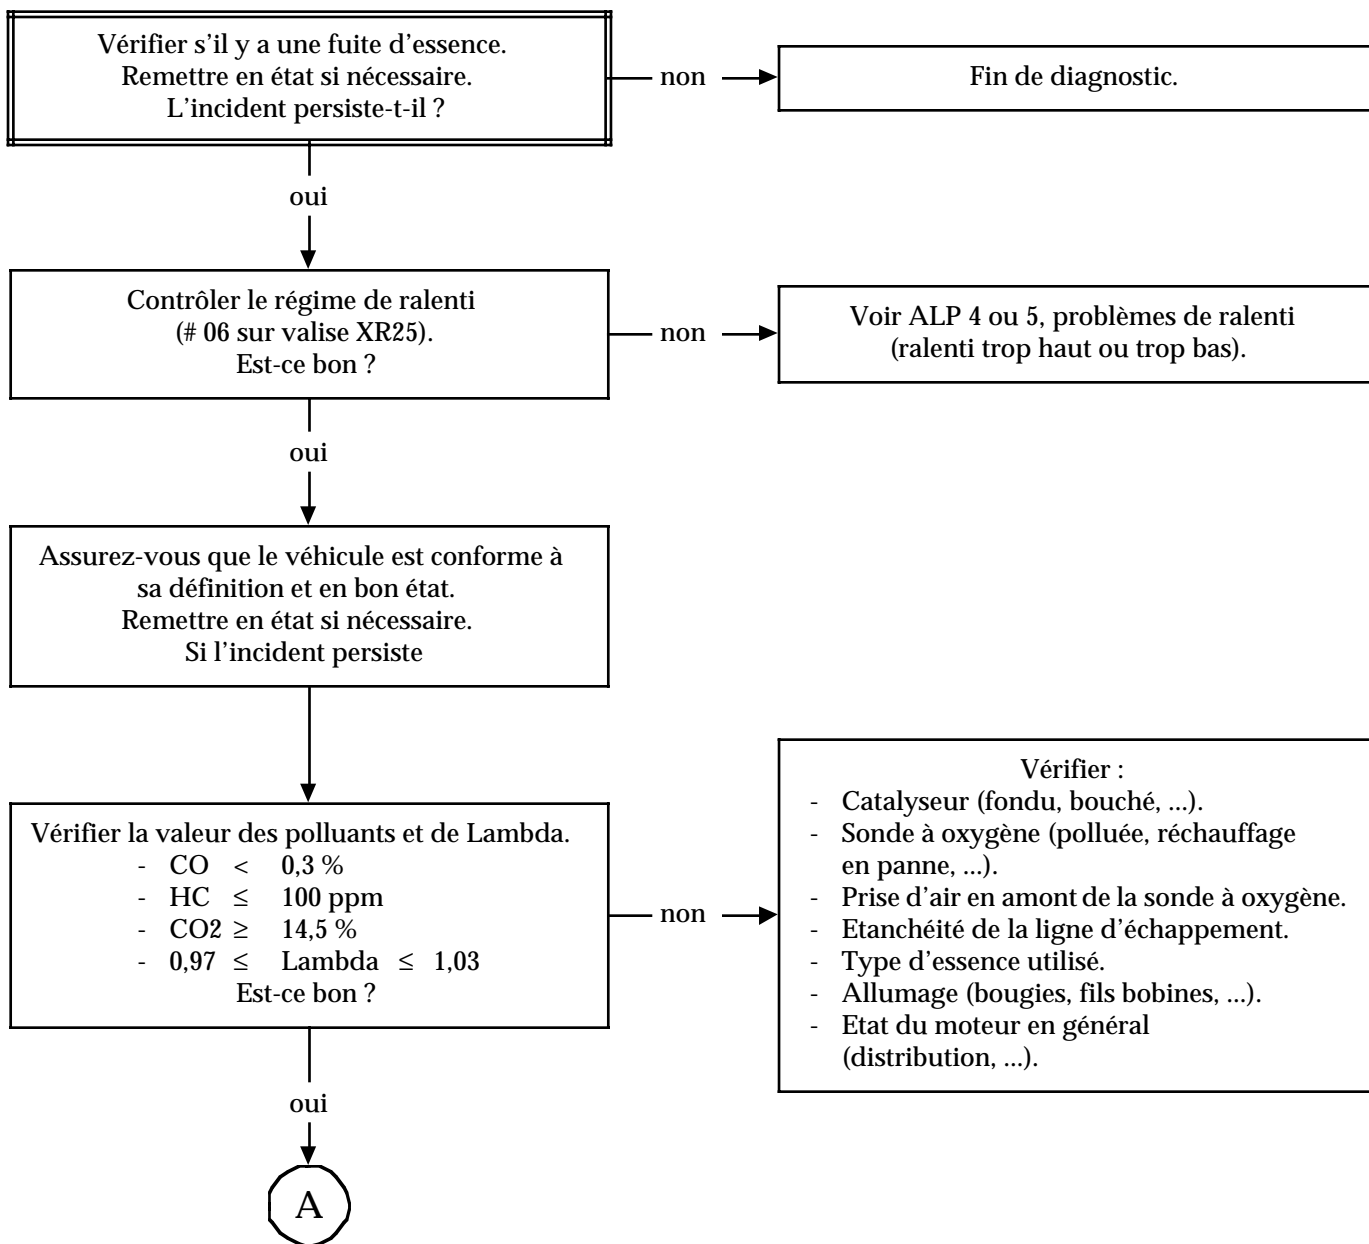 Vérifier s’il y a une fuite d’essence.
Remettre en état si nécessaire.
L’incident persiste-t-il ?
non
Fin de diagnostic.
oui
Contrôler le régime de ralenti
(# 06 sur valise XR25).
Est-ce bon ?
non
Voir ALP 4 ou 5, problèmes de ralenti
(ralenti trop haut ou trop bas).
oui
Assurez-vous que le véhicule est conforme à
sa définition et en bon état.
Remettre en état si nécessaire.
Si l’incident persiste
Vérifier la valeur des polluants et de Lambda.
- CO < 0,3 %
- HC ≤ 100 ppm
- CO2 ≥ 14,5 %
- 0,97 ≤ Lambda ≤ 1,03
Est-ce bon ?
non
Vérifier :
- Catalyseur (fondu, bouché, ...).
- Sonde à oxygène (polluée, réchauffage
en panne, ...).
- Prise d’air en amont de la sonde à oxygène.
- Etanchéité de la ligne d’échappement.
- Type d’essence utilisé.
- Allumage (bougies, fils bobines, ...).
- Etat du moteur en général
(distribution, ...).
oui
A